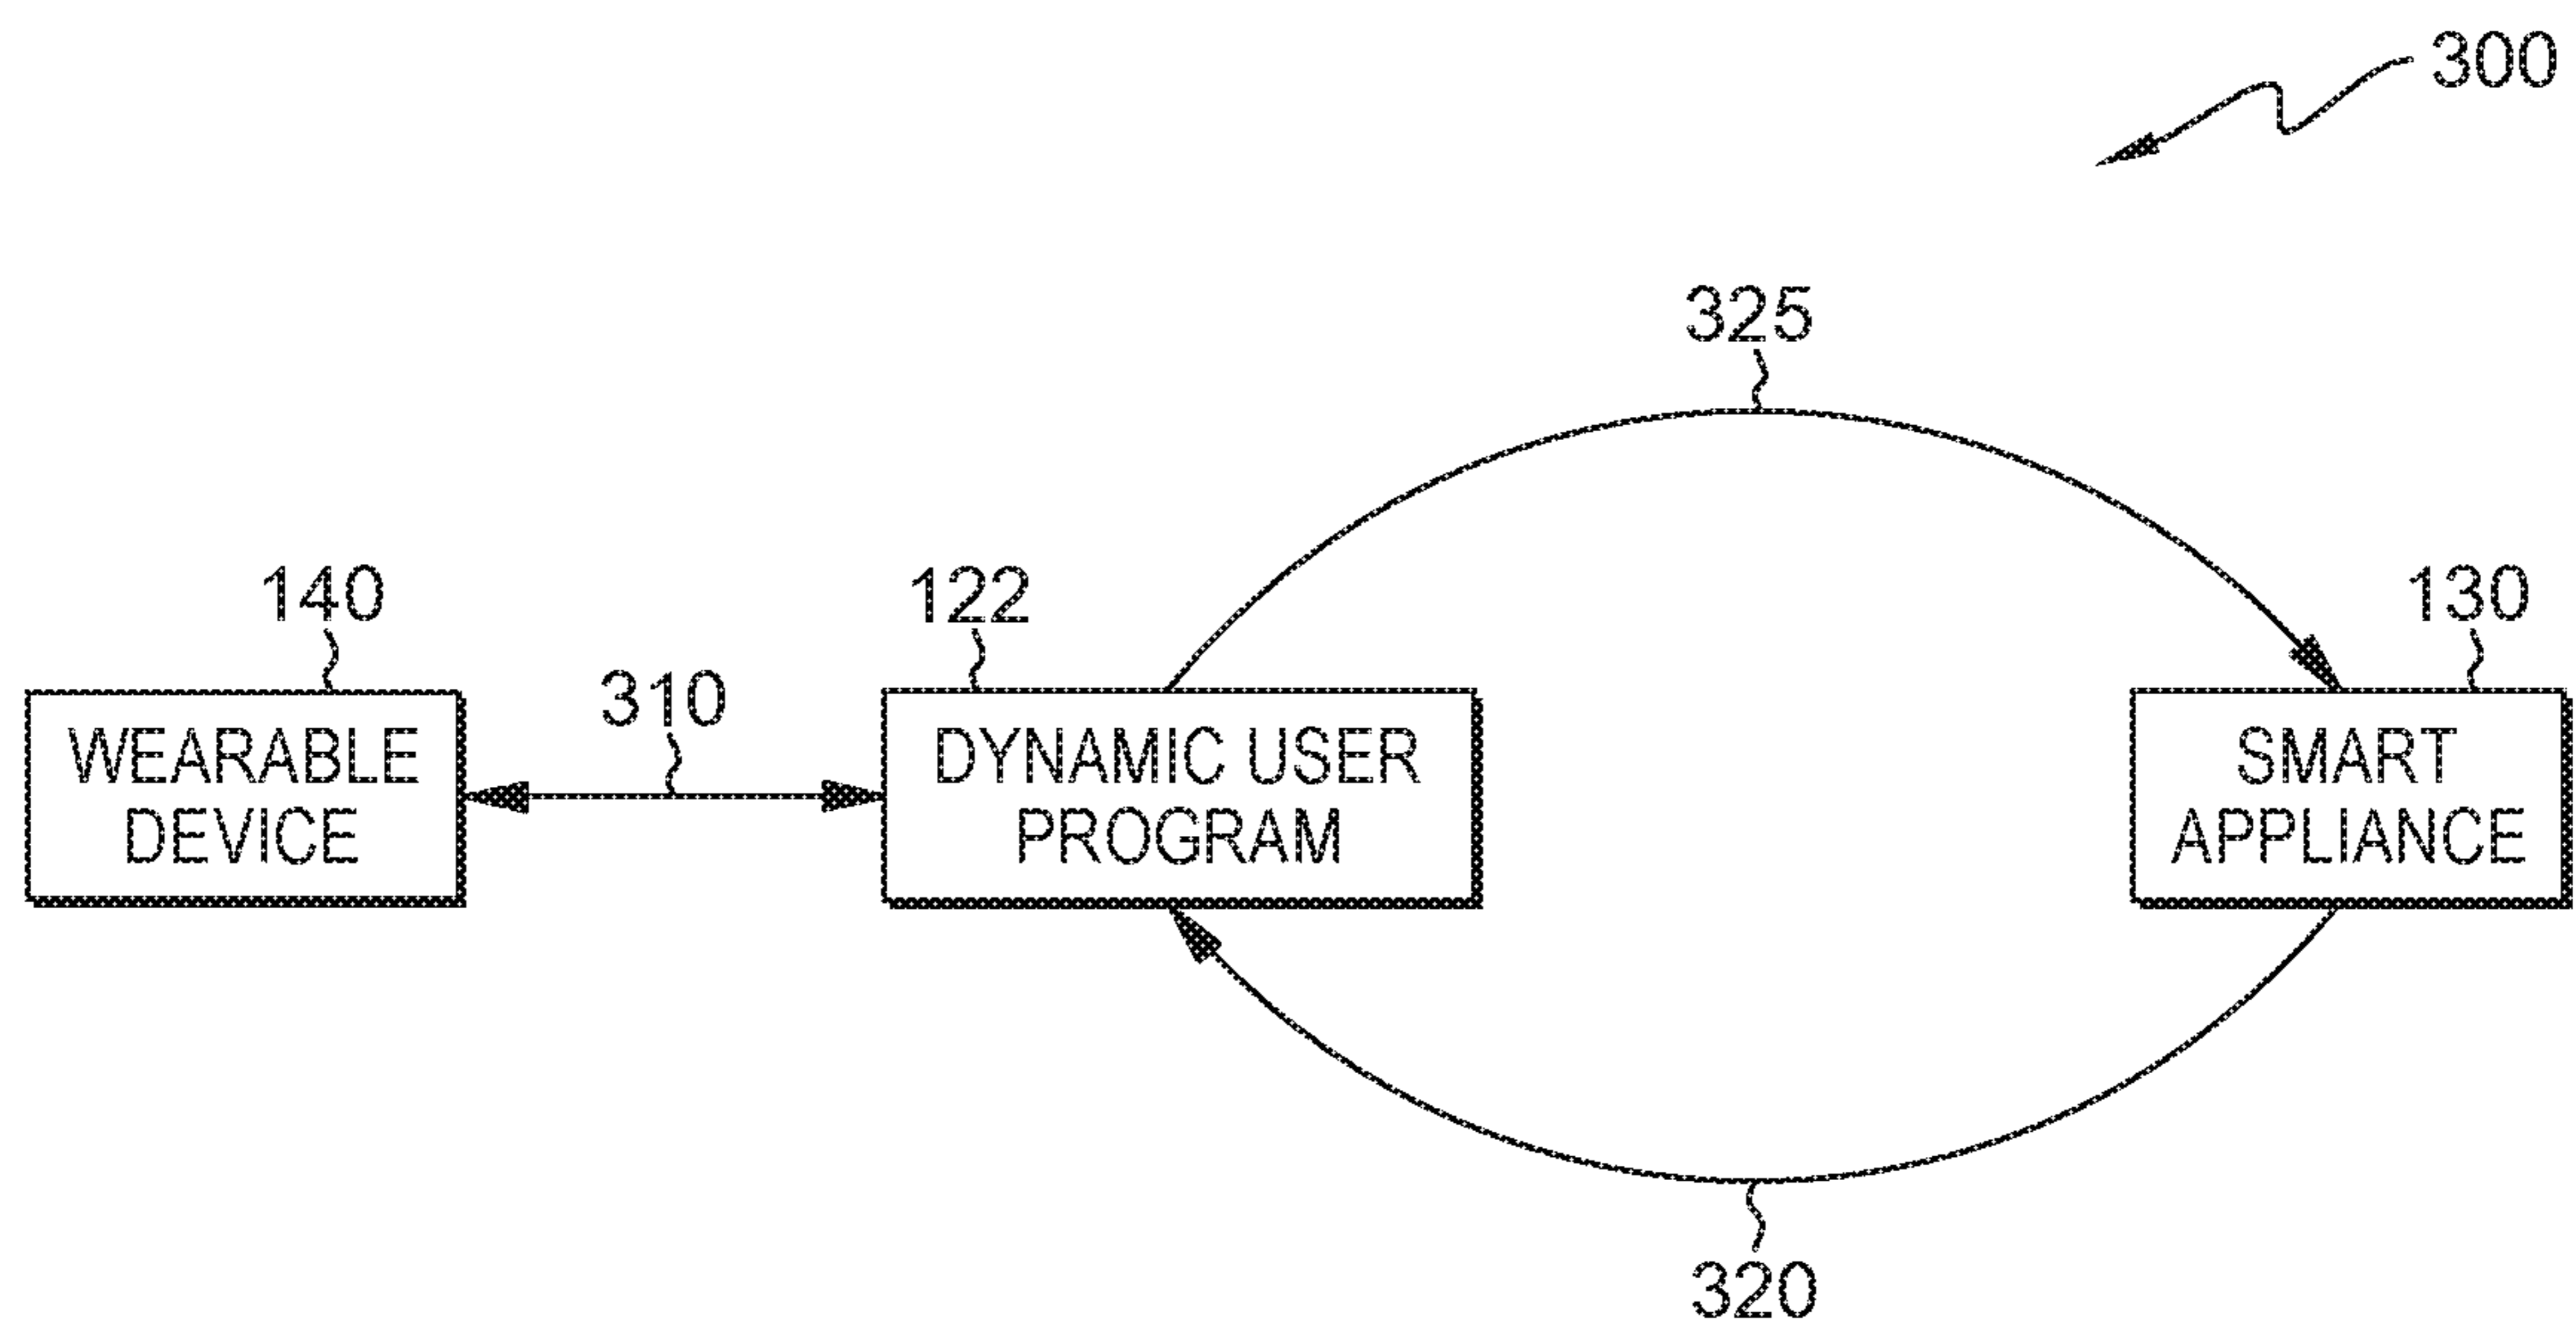 300
325
140
122
130
310
WEARABLE
DEVICE
DYNAMIC USER
PROGRAM
SMART
APPLIANCE
320